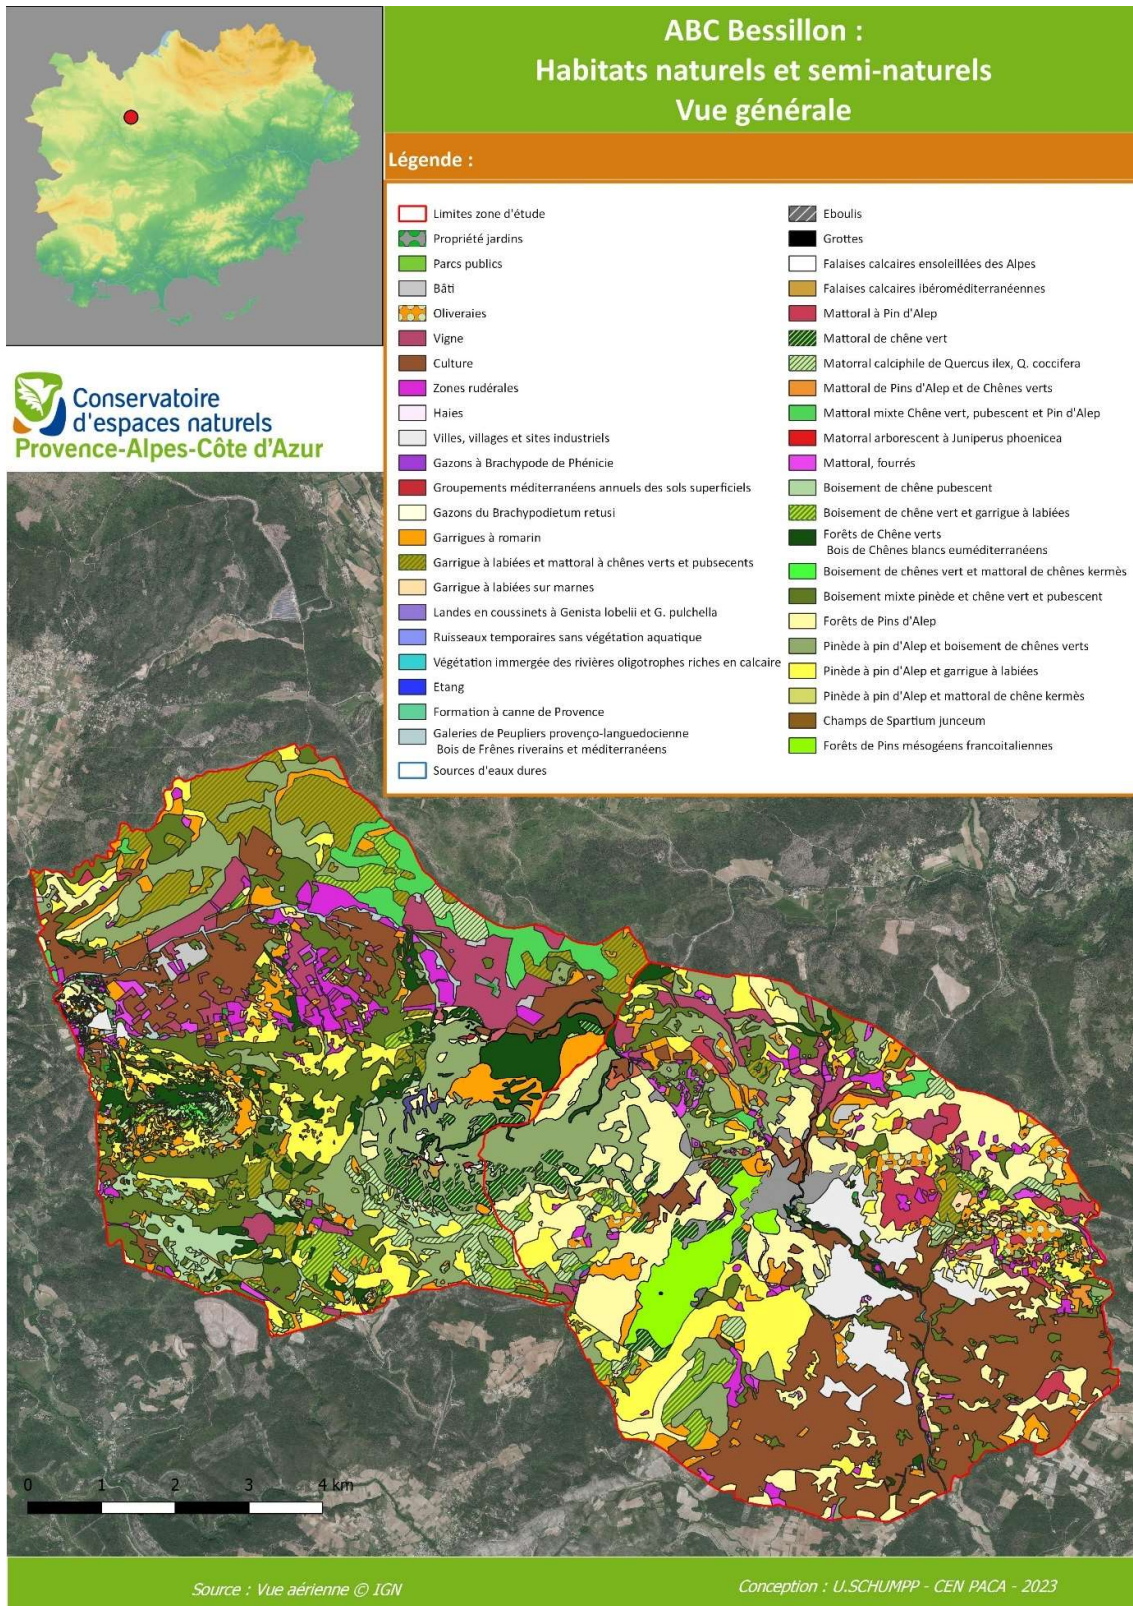 ABC Bessillon :
Habitats naturels et semi-naturels
Vue générale
Légende :
Limites zone d'étude
Propriété jardins
Parcs publics
Bâti
Oliveraies
Vigne
Culture
Zones rudérales
Haies
Villes, villages et sites industriels
Gazons à Brachypode de Phénicie
Groupements méditerranéens annuels des sols superficiels
Gazons du Brachypodietum retusi
Garrigues à romarin
Garrigue à labiées et mattoral à chênes verts et pubsecents
Garrigue à labiées sur marnes
Landes en coussinets à Genista lobelii et G. pulchella
Ruisseaux temporaires sans végétation aquatique
Végétation immergée des rivières oligotrophes riches en calcaire
Etang
Formation à canne de Provence
Galeries de Peupliers provenço-languedocienne
Bois de Frênes riverains et méditerranéens
Sources d'eaux dures
Eboulis
Grottes
Falaises calcaires ensoleillées des Alpes
Falaises calcaires ibéroméditerranéennes
Mattoral à Pin d'Alep
Mattoral de chêne vert
Matorral calciphile de Quercus ilex, Q. coccifera
Mattoral de Pins d'Alep et de Chênes verts
Mattoral mixte Chêne vert, pubescent et Pin d'Alep
Matorral arborescent à Juniperus phoenicea
Mattoral, fourrés
Boisement de chêne pubescent
Boisement de chêne vert et garrigue à labiées
Forêts de Chêne verts
Bois de Chênes blancs euméditerranéens
Boisement de chênes vert et mattoral de chênes kermès
Boisement mixte pinède et chêne vert et pubescent
Forêts de Pins d'Alep
Pinède à pin d'Alep et boisement de chênes verts
Pinède à pin d'Alep et garrigue à labiées
Pinède à pin d'Alep et mattoral de chêne kermès
Champs de Spartium junceum
Forêts de Pins mésogéens francoitaliennes
Conservatoire
d'espaces naturels
Provence-Alpes-Côte d'Azur
0 1 2 3 4 km
Source : Vue aérienne © IGN
Conception : U.SCHUMPP - CEN PACA - 2023